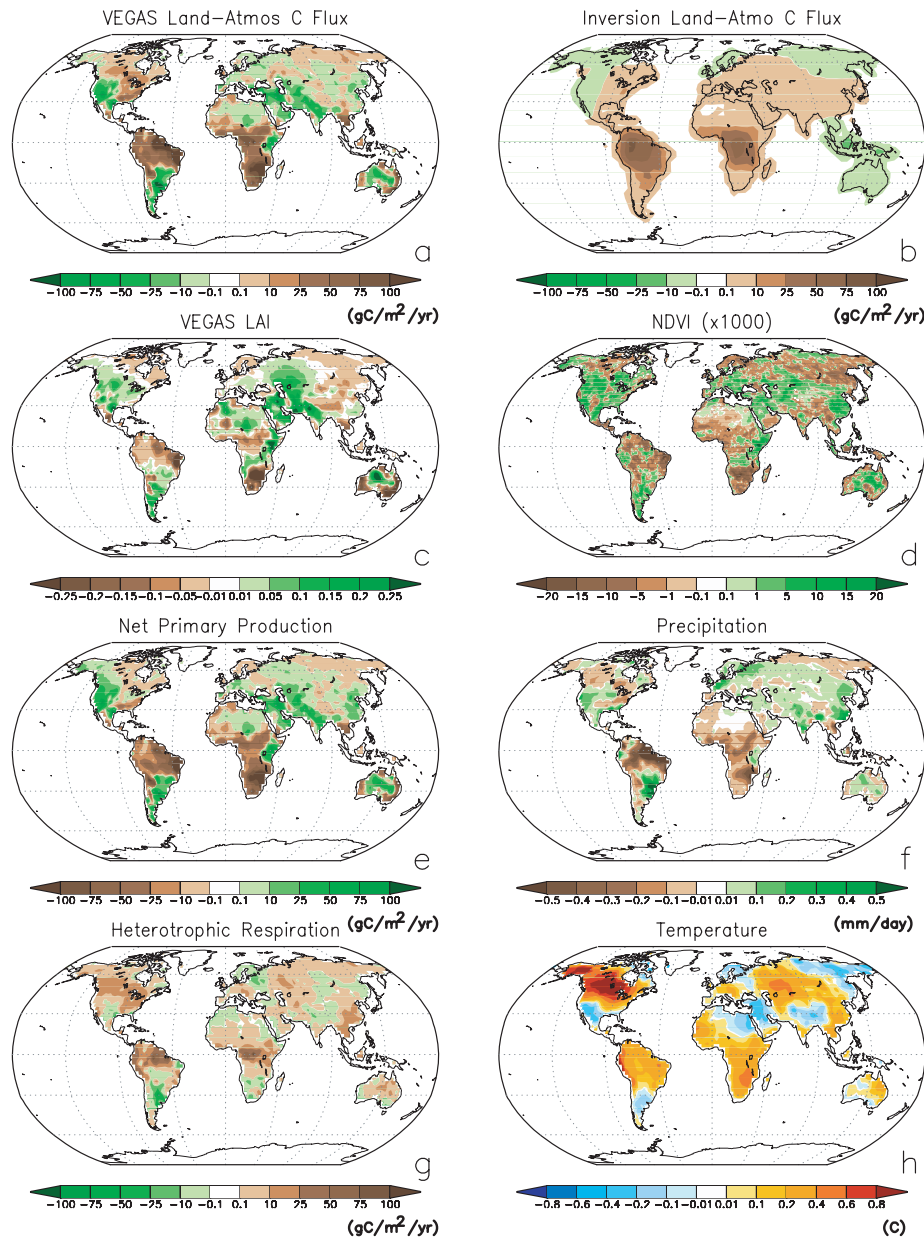 VEGAS Land-Atmos C Flux
Inversion Land-Atmo C Flux
a
b
-100 -75 -50 -25 -10 -0.1 0.1 10 25 50 75 100
-100 -75 -50 -25 -10 -0.1 0.1 10 25 50 75 100
(gC/m²/yr)
(gC/m²/yr)
VEGAS LAI
NDVI (x1000)
c
d
-0.25 -0.2 -0.1 -0.05 -0.01 0.01 0.05 0.1 0.2 0.25
-20 -15 -10 -5 -1 -0.1 0.1 1 5 10 15 20
Net Primary Production
Precipitation
e
f
-100 -75 -50 -25 -10 -0.1 0.1 10 25 50 75 100
-0.5 -0.4 -0.3 -0.2 -0.1 -0.01 0.01 0.1 0.2 0.3 0.4 0.5
(gC/m²/yr)
(mm/day)
Heterotrophic Respiration
Temperature
g
h
-100 -75 -50 -25 -10 -0.1 0.1 10 25 50 75 100
-0.8 -0.6 -0.4 -0.2 -0.1 -0.01 0.01 0.1 0.2 0.4 0.6 0.8
(gC/m²/yr)
(C)